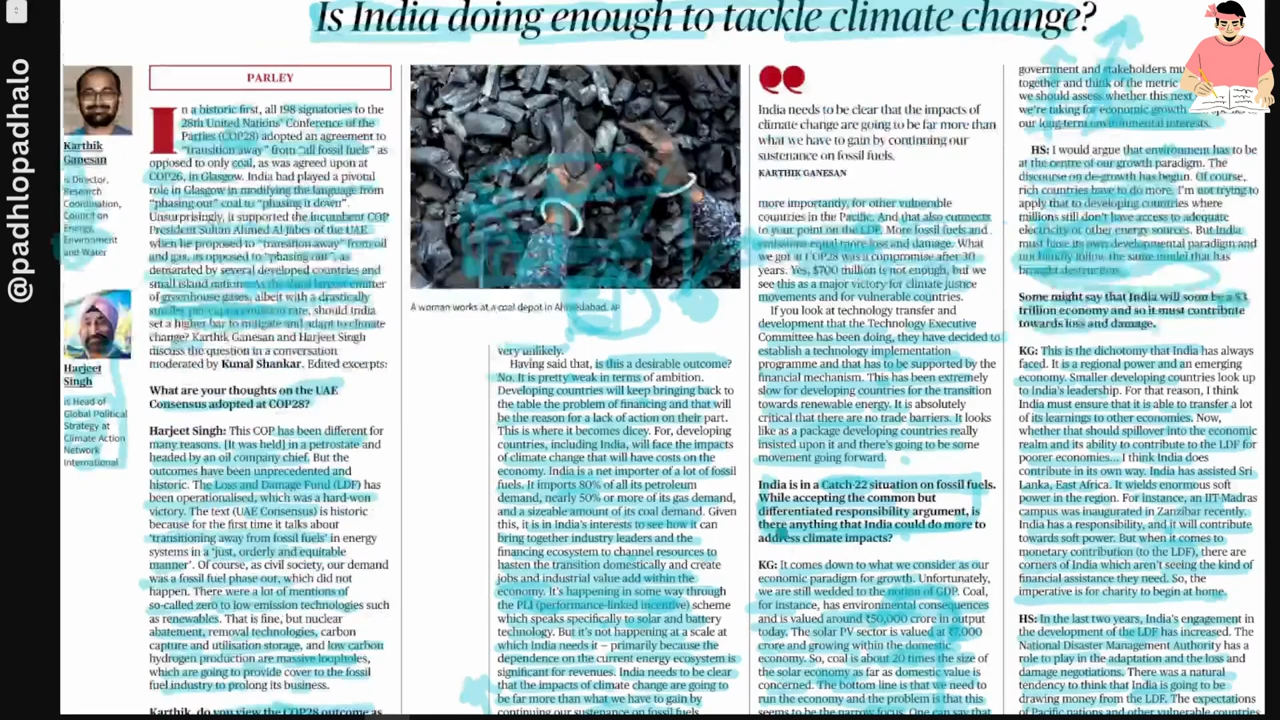 @padhlopadhalo
Is India doing enough to tackle climate change?
Karthik
Ganesan
is Director,
Research
Coordination,
Council on
Energy,
Environment
and Water
Harjeet
Singh
is Head of
Global Political
Strategy at
Climate Action
Network
International
PARLEY
In a historic first, all 198 signatories to the
28th United Nations' Conference of the
Parties (COP28) adopted an agreement to
"transition away" from "all fossil fuels" as
opposed to only coal, as was agreed upon at
COP26, in Glasgow. India had played a pivotal
role in Glasgow in modifying the language from
"phasing out" coal to "phasing it down".
Unsurprisingly, it supported the incumbent COP
President Sultan Ahmed Al Jaber of the UAE
when he proposed to "transition away" from oil
and gas, as opposed to "phasing out", as
demanded by several developed countries and
small island nations. As the third largest emitter
of greenhouse gases, albeit with a drastically
smaller per capita emission rate, should India
set a higher bar to mitigate and adapt to climate
change? Karthik Ganesan and Harjeet Singh
discuss the question in a conversation
moderated by Kunal Shankar. Edited excerpts:
What are your thoughts on the UAE
Consensus adopted at COP28?
Harjeet Singh: This COP has been different for
many reasons. [It was held] in a petrostate and
headed by an oil company chief. But the
outcomes have been unprecedented and
historic. The Loss and Damage Fund (LDF) has
been operationalised, which was a hard-won
victory. The text (UAE Consensus) is historic
because for the first time it talks about
'transitioning away from fossil fuels' in energy
systems in a 'just, orderly and equitable
manner'. Of course, as civil society, our demand
was a fossil fuel phase out, which did not
happen. There were a lot of mentions of
so-called zero to low emission technologies such
as renewables. That is fine, but nuclear
abatement, removal technologies, carbon
capture and utilisation storage, and low carbon
hydrogen production are massive loopholes,
which are going to provide cover to the fossil
fuel industry to prolong its business.
Karthik, do you view the COP28 outcome as
A woman works at a coal depot in Ahmedabad. AP
very unlikely.
Having said that, is this a desirable outcome?
No. It is pretty weak in terms of ambition.
Developing countries will keep bringing back to
the table the problem of financing and that will
be the reason for a lack of action on their part.
This is where it becomes dicey. For, developing
countries, including India, will face the impacts
of climate change that will have costs on the
economy. India is a net importer of a lot of fossil
fuels. It imports 80% of all its petroleum
demand, nearly 50% or more of its gas demand,
and a sizeable amount of its coal demand. Given
this, it is in India's interests to see how it can
bring together industry leaders and the
financing ecosystem to channel resources to
hasten the transition domestically and create
jobs and industrial value add within the
economy. It's happening in some way through
the PLI (performance-linked incentive) scheme
which speaks specifically to solar and battery
technology. But it's not happening at a scale at
which India needs it — primarily because the
dependence on the current energy ecosystem is
significant for revenues. India needs to be clear
that the impacts of climate change are going to
be far more than what we have to gain by
continuing our sustenance on fossil fuels
India needs to be clear that the impacts of
climate change are going to be far more than
what we have to gain by continuing our
sustenance on fossil fuels.
KARTHIK GANESAN
more importantly, for other vulnerable
countries in the Pacific. And that also connects
to your point on the LDF. More fossil fuels and
emissions equal more loss and damage. What
we got at COP28 was a compromise after 30
years. Yes, $700 million is not enough, but we
see this as a major victory for climate justice
movements and for vulnerable countries.
If you look at technology transfer and
development that the Technology Executive
Committee has been doing, they have decided to
establish a technology implementation
programme and that has to be supported by the
financial mechanism. This has been extremely
slow for developing countries for the transition
towards renewable energy. It is absolutely
critical that there are no trade barriers. It looks
like as a package developing countries really
insisted upon it and there's going to be some
movement going forward.
India is in a Catch-22 situation on fossil fuels.
While accepting the common but
differentiated responsibility argument, is
there anything that India could do more to
address climate impacts?
KG: It comes down to what we consider as our
economic paradigm for growth. Unfortunately,
we are still wedded to the notion of GDP. Coal,
for instance, has environmental consequences
and is valued around ₹50,000 crore in output
today. The solar PV sector is valued at ₹7,000
crore and growing within the domestic
economy. So, coal is about 20 times the size of
the solar economy as far as domestic value is
concerned. The bottom line is that we need to
run the economy and the problem is that this
seems to be the narrow focus. One can say that
government and stakeholders
together and think of the metric
we should assess whether this next
we're taking for economic growth
our long-term environmental interests.
HS: I would argue that environment has to be
at the centre of our growth paradigm. The
discourse on de-growth has begun. Of course,
rich countries have to do more. I'm not trying to
apply that to developing countries where
millions still don't have access to adequate
electricity or other energy sources. But India
must have its own developmental paradigm and
not blindly follow the same model that has
brought destruction.
Some might say that India will soon be a $3
trillion economy and so it must contribute
towards loss and damage.
KG: This is the dichotomy that India has always
faced. It is a regional power and an emerging
economy. Smaller developing countries look up
to India's leadership. For that reason, I think
India must ensure that it is able to transfer a lot
of its learnings to other economies. Now,
whether that should spillover into the economic
realm and its ability to contribute to the LDF for
poorer economies... I think India does
contribute in its own way. India has assisted Sri
Lanka, East Africa. It wields enormous soft
power in the region. For instance, an IIT-Madras
campus was inaugurated in Zanzibar recently.
India has a responsibility, and it will contribute
towards soft power. But when it comes to
monetary contribution (to the LDF), there are
corners of India which aren't seeing the kind of
financial assistance they need. So, the
imperative is for charity to begin at home.
HS: In the last two years, India's engagement in
the development of the LDF has increased. The
National Disaster Management Authority has a
role to play in the adaptation and the loss and
damage negotiations. There was a natural
tendency to think that India is going to be
drawing money from the LDF. The expectations
of Pacific nations and other vulnerable countries